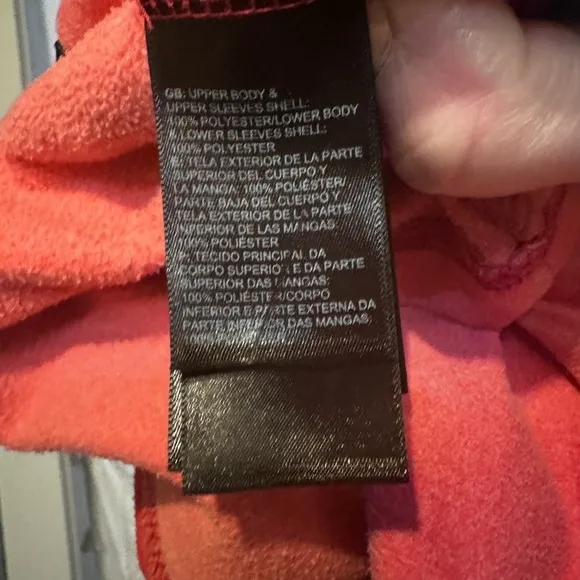 GB: UPPER BODY &
UPPER SLEEVES SHELL:
100% POLYESTER/LOWER BODY
& LOWER SLEEVES SHELL:
100% POLYESTER
E: TELA EXTERIOR DE LA PARTE
SUPERIOR DEL CUERPO Y
LA MANGA: 100% POLIÉSTER/
PARTE BAJA DEL CUERPO Y
TELA EXTERIOR DE LA PARTE
INFERIOR DE LAS MANGAS:
100% POLIÉSTER
P: TECIDO PRINCIPAL DA
CORPO SUPERIOR E DA PARTE
SUPERIOR DAS MANGAS:
100% POLIÉSTER/CORPO
INFERIOR E PARTE EXTERNA DA
PARTE INFERIOR DAS MANGAS: